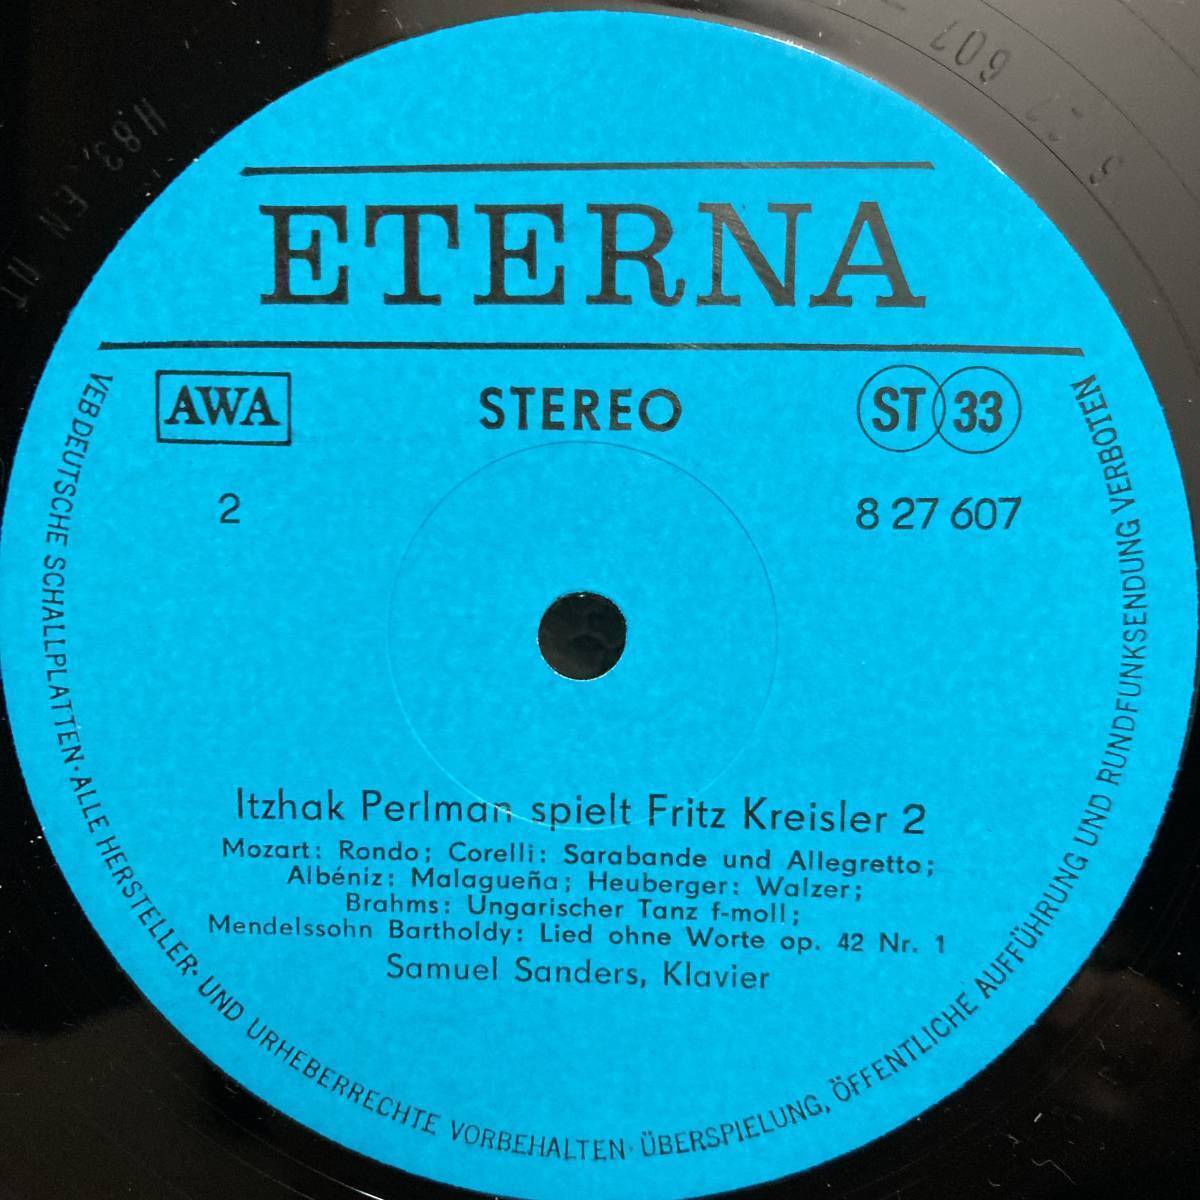 ETERNA
AWA
STEREO
ST 33
2
8 27 607
Itzhak Perlman spielt Fritz Kreisler 2
Mozart: Rondo; Corelli: Sarabande und Allegretto;
Albéniz: Malagueña; Heuberger: Walzer;
Brahms: Ungarischer Tanz f-moll;
Mendelssohn Bartholdy: Lied ohne Worte op. 42 Nr. 1
Samuel Sanders, Klavier
VEB DEUTSCHE SCHALLPLATTEN· ALLE HERSTELLER- UND URHEBERRECHTE VORBEHALTEN· ÜBERSPIELUNG, ÖFFENTLICHE AUFFÜHRUNG UND RUNDFUNKSENDUNG VERBOTEN
607